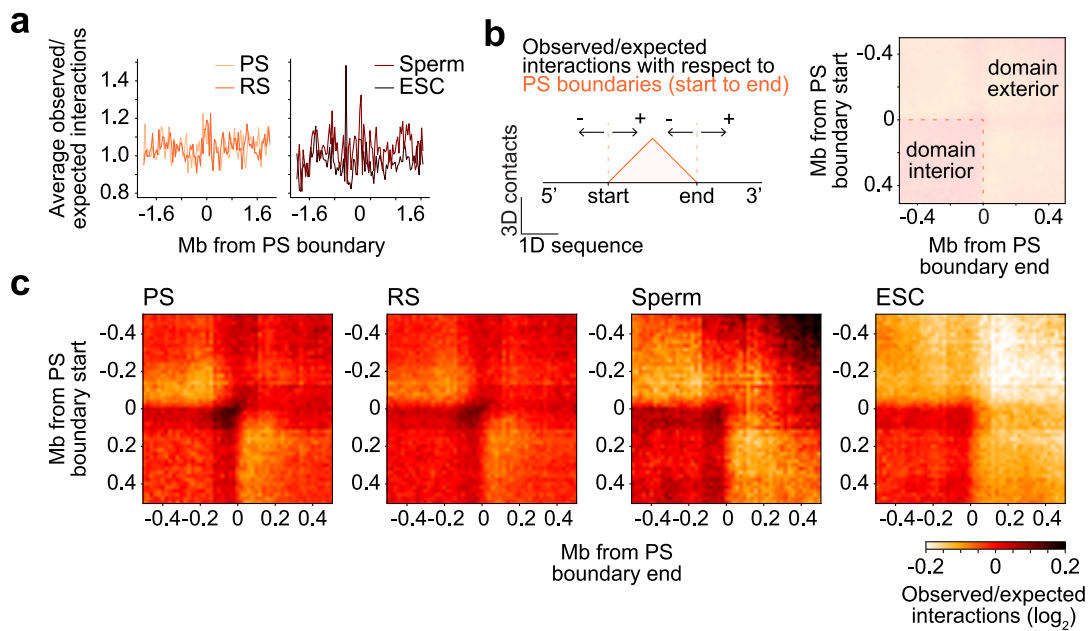 a
Average observed/
expected interactions
1.4
1.2
1.0
0.8
PS
RS
Sperm
ESC
-1.6
0
1.6
-1.6
0
1.6
Mb from PS boundary
b
Observed/expected
interactions with respect to
PS boundaries (start to end)
- + - +
5’ start end 3’
3D contacts
1D sequence
Mb from PS
boundary start
-0.4
0
0.4
domain
exterior
domain
interior
-0.4 0 0.4
Mb from PS
boundary end
c
PS
RS
Sperm
ESC
Mb from PS
boundary start
-0.4
-0.2
0
0.2
0.4
-0.4 -0.2 0 0.2 0.4
-0.4
-0.2
0
0.2
0.4
-0.4 -0.2 0 0.2 0.4
-0.4
-0.2
0
0.2
0.4
-0.4 -0.2 0 0.2 0.4
-0.4
-0.2
0
0.2
0.4
-0.4 -0.2 0 0.2 0.4
Mb from PS
boundary end
-0.2 0 0.2
Observed/expected
interactions (log2)